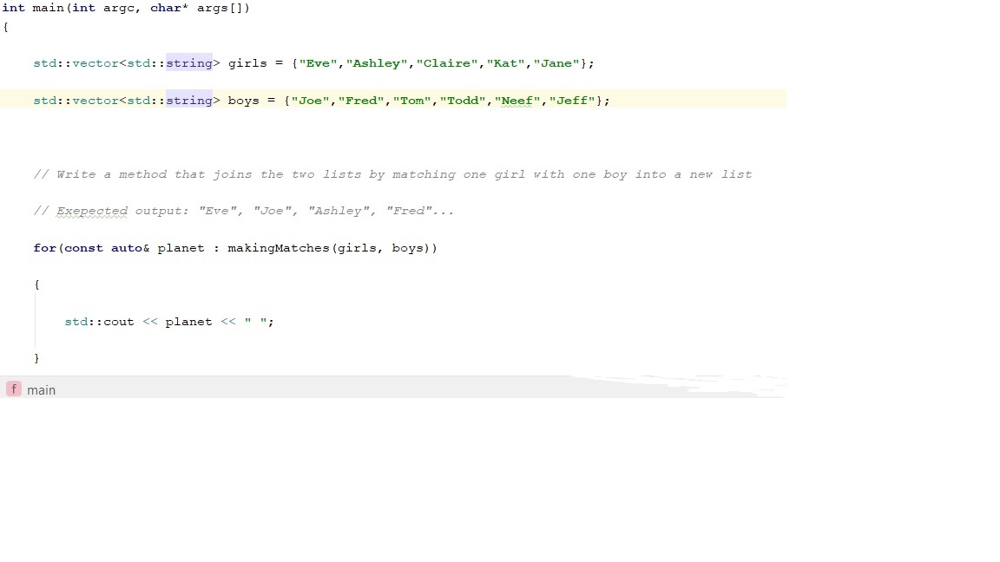 int main(int argc, char* args[])
{
std::vector<std::string> girls = {"Eve","Ashley","Claire","Kat","Jane"};
std::vector<std::string> boys = {"Joe","Fred","Tom","Todd","Neef","Jeff"};
// Write a method that joins the two lists by matching one girl with one boy into a new list
// Exepected output: "Eve", "Joe", "Ashley", "Fred"...
for(const auto& planet : makingMatches(girls, boys))
{
std::cout << planet << " ";
}
f main